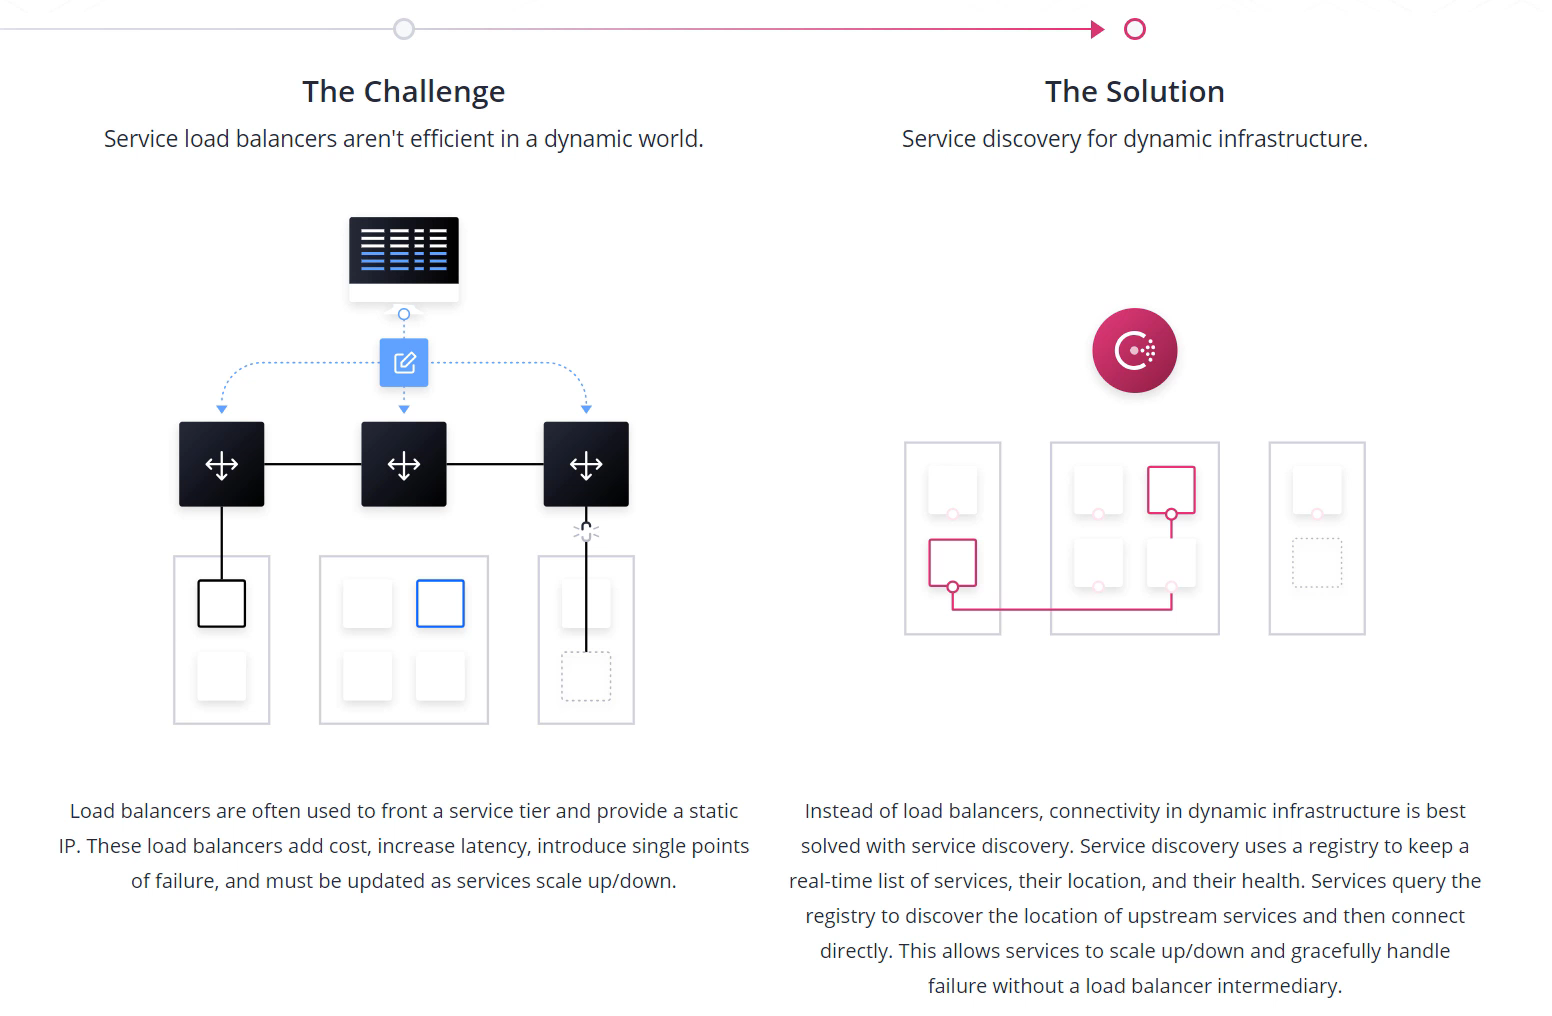 The Challenge
Service load balancers aren't efficient in a dynamic world.
Load balancers are often used to front a service tier and provide a static
IP. These load balancers add cost, increase latency, introduce single points
of failure, and must be updated as services scale up/down.
The Solution
Service discovery for dynamic infrastructure.
Instead of load balancers, connectivity in dynamic infrastructure is best
solved with service discovery. Service discovery uses a registry to keep a
real-time list of services, their location, and their health. Services query the
registry to discover the location of upstream services and then connect
directly. This allows services to scale up/down and gracefully handle
failure without a load balancer intermediary.